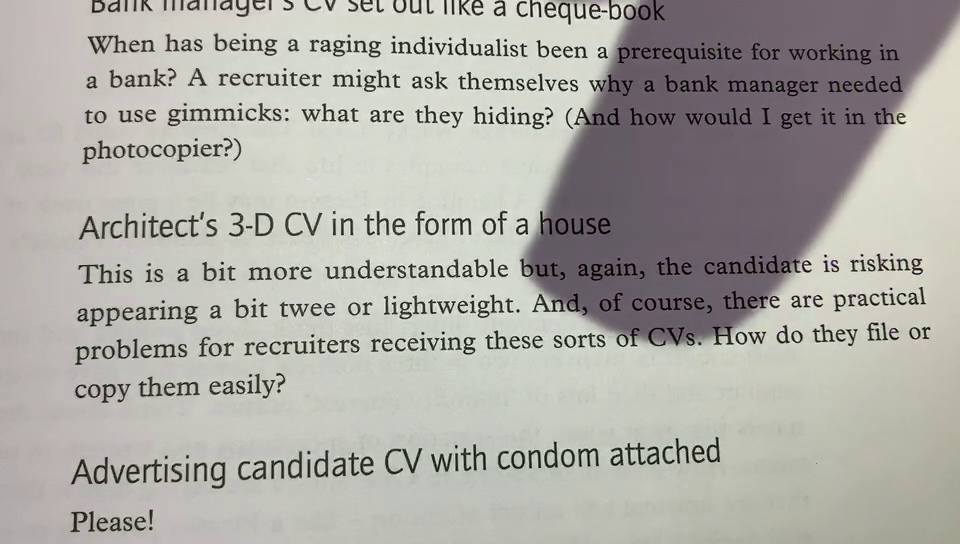 Bank manager's CV set out like a cheque-book
When has being a raging individualist been a prerequisite for working in
a bank? A recruiter might ask themselves why a bank manager needed
to use gimmicks: what are they hiding? (And how would I get it in the
photocopier?)
Architect's 3-D CV in the form of a house
This is a bit more understandable but, again, the candidate is risking
appearing a bit twee or lightweight. And, of course, there are practical
problems for recruiters receiving these sorts of CVs. How do they file or
copy them easily?
Advertising candidate CV with condom attached
Please!